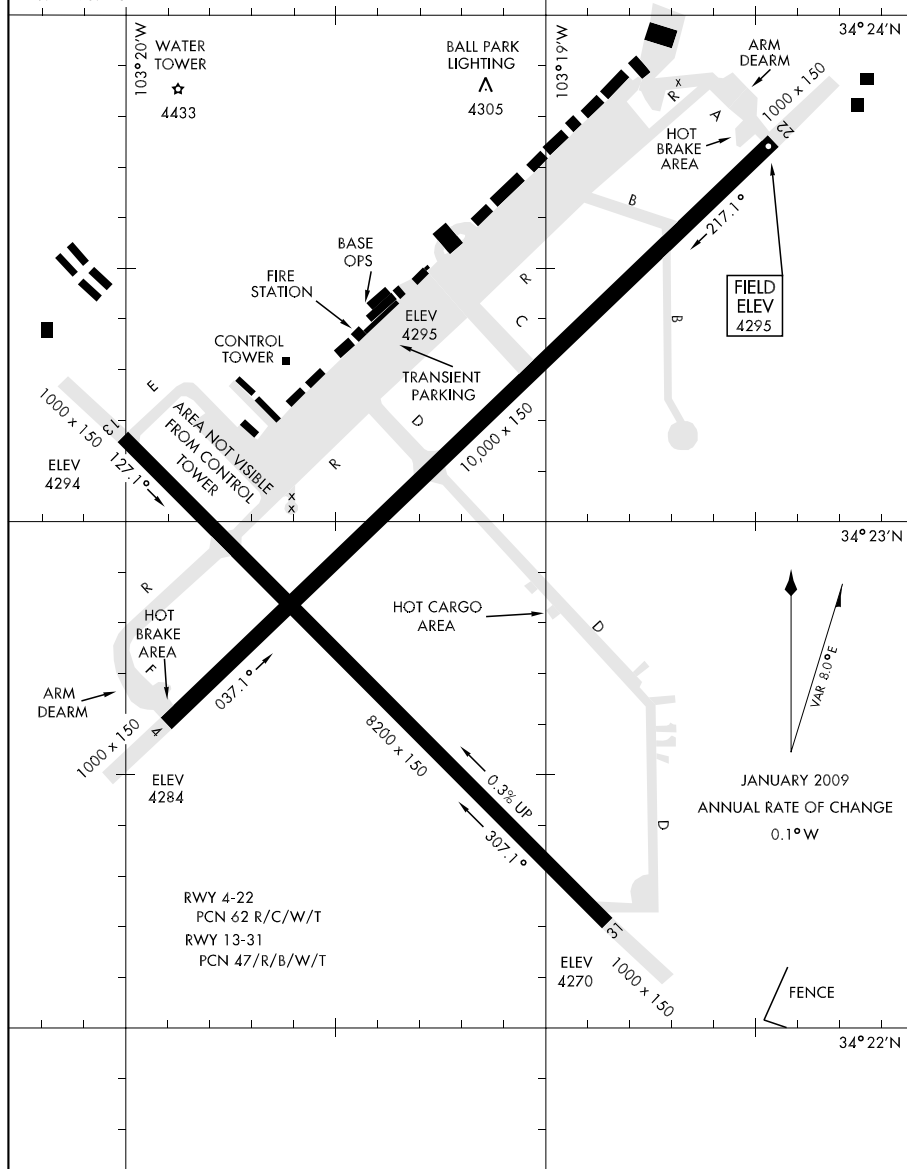 103°20'W
WATER
TOWER
4433
BALL PARK
LIGHTING
4305
103°19'W
ARM
DEARM
34°24'N
1000 x 150
x
R
A
22
HOT
BRAKE
AREA
B
217.1°
BASE
OPS
FIRE
STATION
R
FIELD
ELEV
4295
ELEV
4295
C
B
CONTROL
TOWER
TRANSIENT
PARKING
E
D
1000 x 150
13
AREA NOT VISIBLE
FROM CONTROL
TOWER
10,000 x 150
ELEV
4294
127.1°
R
x
x
34°23'N
R
HOT
BRAKE
AREA
HOT CARGO
AREA
D
F
037.1°
ARM
DEARM
VAR 8.0°E
1000 x 150
4
8200 x 150
ELEV
4284
0.3% UP
JANUARY 2009
ANNUAL RATE OF CHANGE
0.1°W
307.1°
D
RWY 4-22
PCN 62 R/C/W/T
RWY 13-31
PCN 47/R/B/W/T
31
ELEV
4270
1000 x 150
FENCE
34°22'N